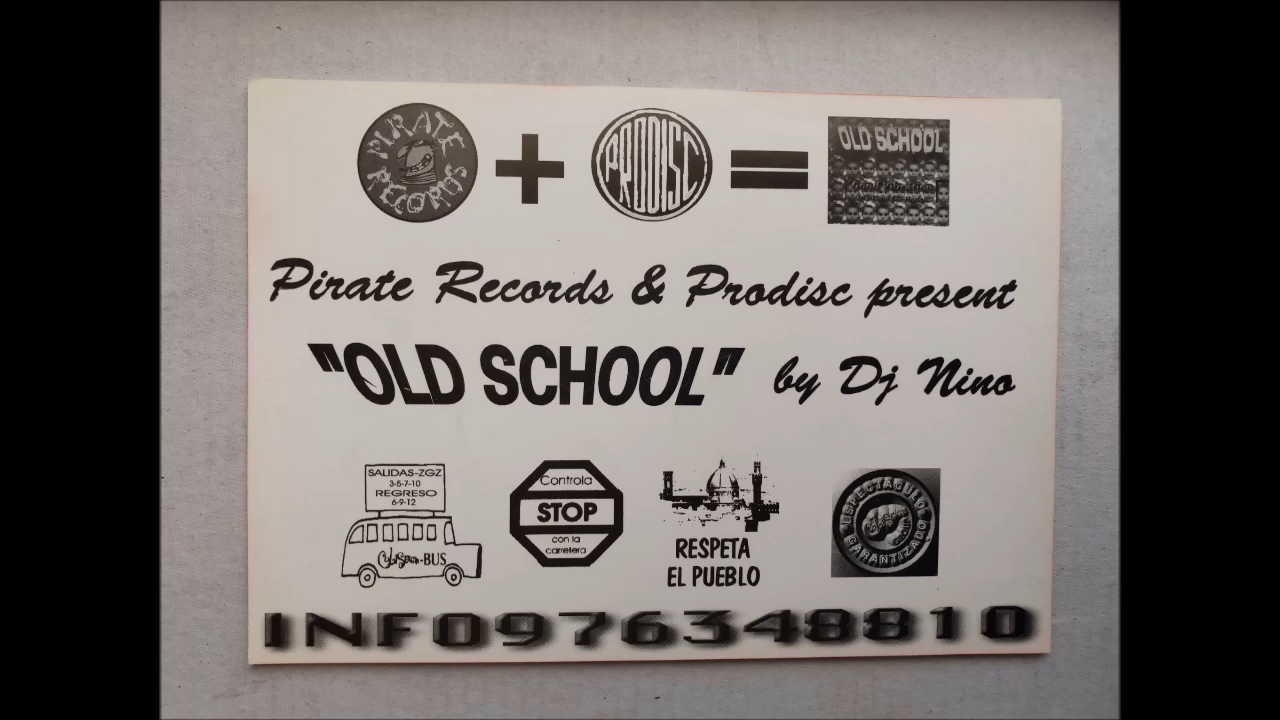 PIRATE RECORDS + PRODISC = OLD SCHOOL
Pirate Records & Prodisc present
"OLD SCHOOL" by Dj Nino
SALIDAS-ZGZ
3-5-7-10
REGRESO
6-9-12
-BUS
Controla
STOP
con la
carretera
RESPETA
EL PUEBLO
ESPECTACULO
GARANTIZADO
INFO976348810